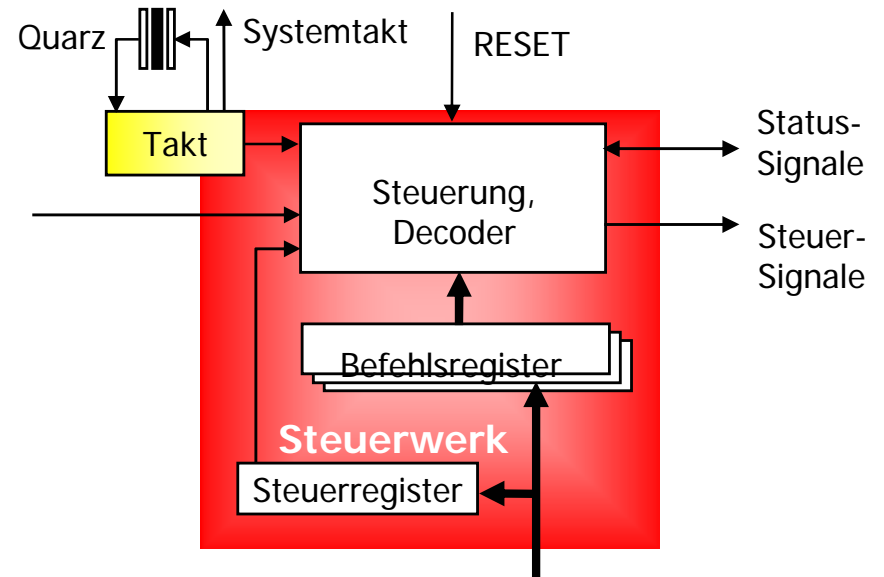 Quarz
Systemtakt
RESET
Takt
Status-
Signale
Steuerung,
Decoder
Steuer-
Signale
Befehlsregister
Steuerwerk
Steuerregister